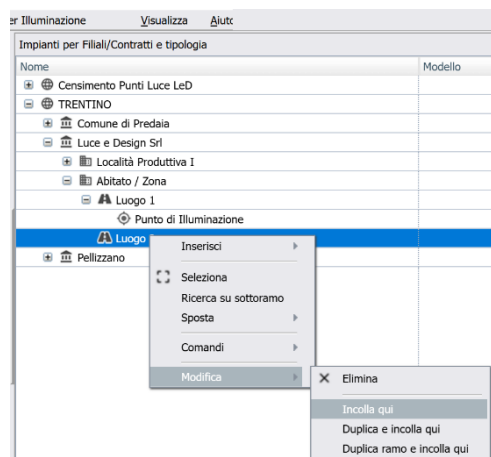 er Illuminazione Visualizza Aiuto
Impianti per Filiali/Contratti e tipologia
Nome Modello
Censimento Punti Luce LeD
TRENTINO
Comune di Predaia
Luce e Design Srl
Località Produttiva I
Abitato / Zona
Luogo 1
Punto di Illuminazione
Luogo
Pellizzano
Inserisci
Seleziona
Ricerca su sottoramo
Sposta
Comandi
Modifica
Elimina
Incolla qui
Duplica e incolla qui
Duplica ramo e incolla qui